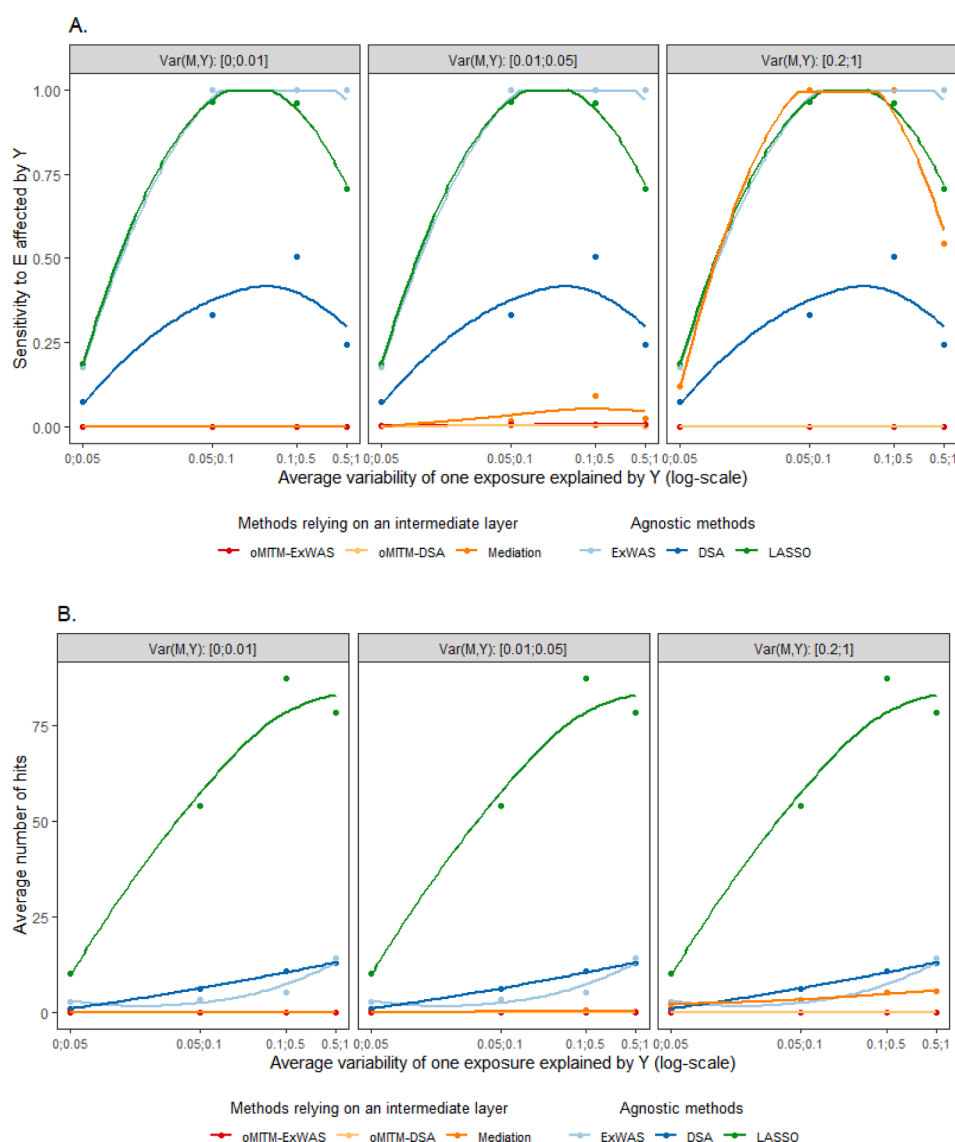 A.
Var(M,Y): [0;0.01]
Var(M,Y): [0.01;0.05]
Var(M,Y): [0.2;1]
Sensitivity to E affected by Y
1.00
0.75
0.50
0.25
0.00
0;0.05 0.05;0.1 0.1;0.5 0.5;1
0;0.05 0.05;0.1 0.1;0.5 0.5;1
0;0.05 0.05;0.1 0.1;0.5 0.5;1
Average variability of one exposure explained by Y (log-scale)
Methods relying on an intermediate layer
oMITM-ExWAS oMITM-DSA Mediation
Agnostic methods
ExWAS DSA LASSO
B.
Var(M,Y): [0;0.01]
Var(M,Y): [0.01;0.05]
Var(M,Y): [0.2;1]
Average number of hits
75
50
25
0
0;0.05 0.05;0.1 0.1;0.5 0.5;1
0;0.05 0.05;0.1 0.1;0.5 0.5;1
0;0.05 0.05;0.1 0.1;0.5 0.5;1
Average variability of one exposure explained by Y (log-scale)
Methods relying on an intermediate layer
oMITM-ExWAS oMITM-DSA Mediation
Agnostic methods
ExWAS DSA LASSO